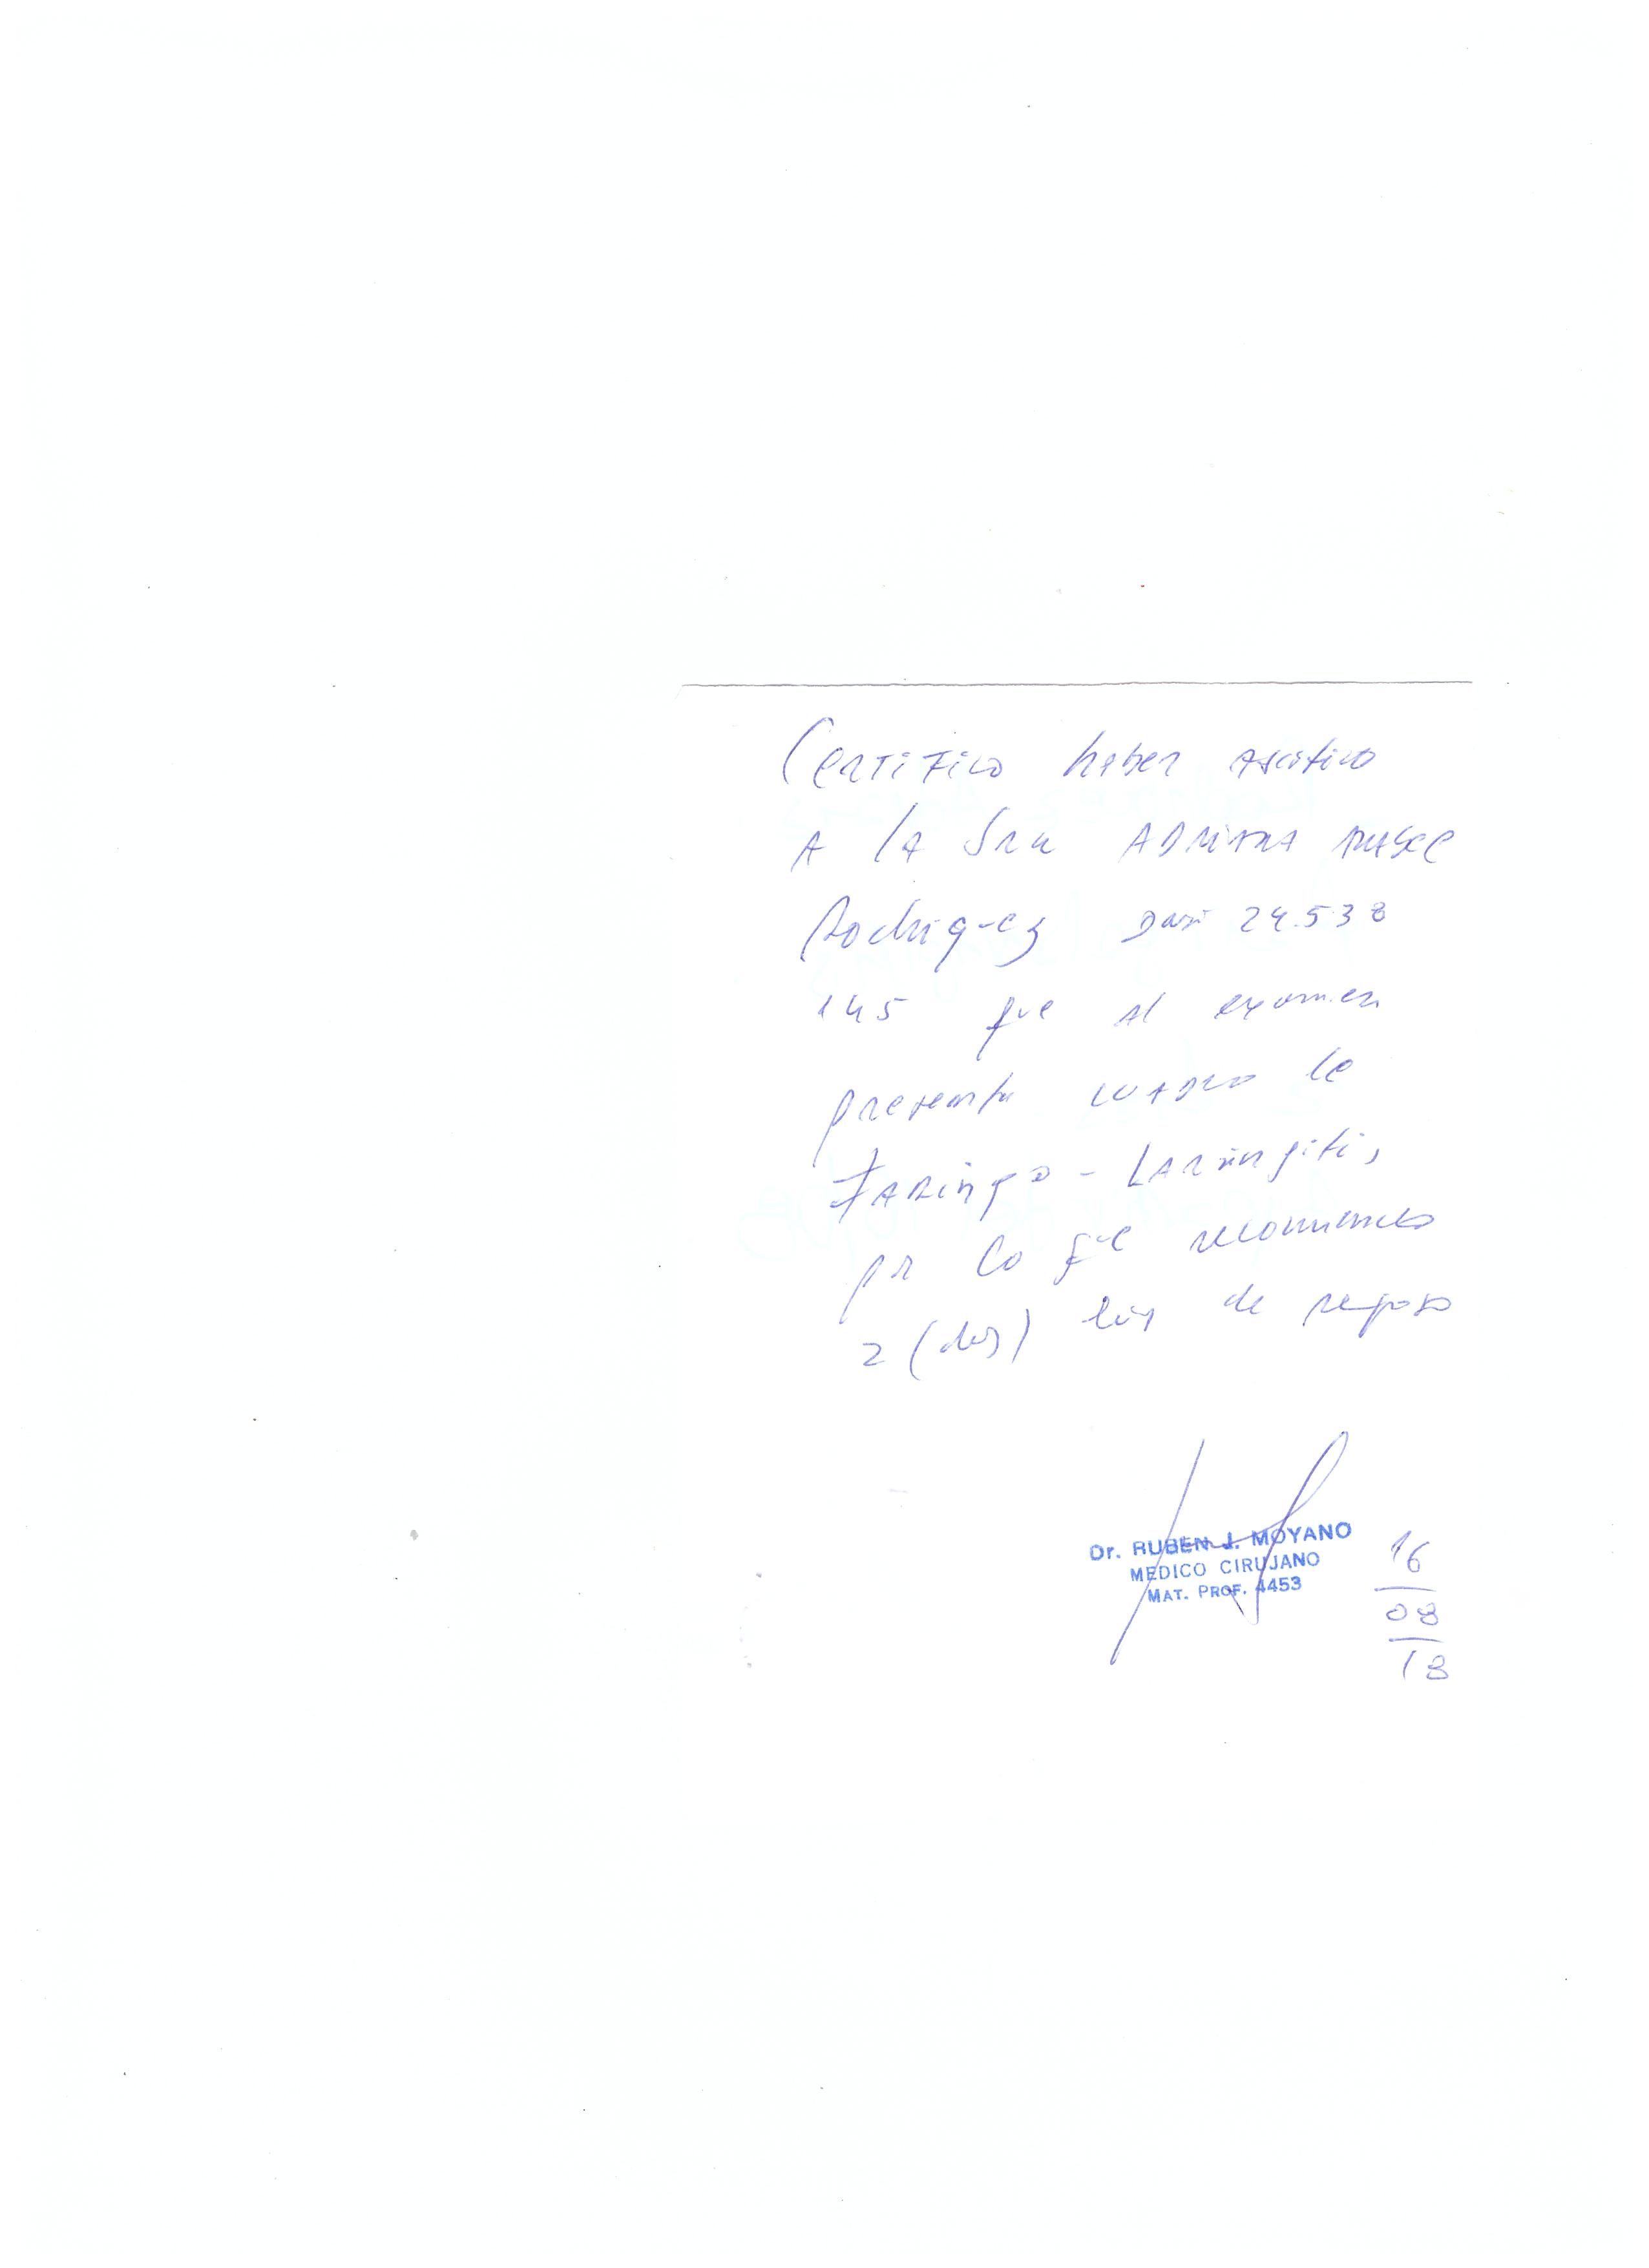 Certifico haber asistido
A la Sra ADRIANA
Rodriguez DNI 24.538
145 que al examen
presenta cuadro de
Faringo-Laringitis,
por lo que recomiendo
2 (dos) días de reposo
Dr. RUBEN J. MOYANO
MEDICO CIRUJANO
MAT. PROF. 4453
16
08
18